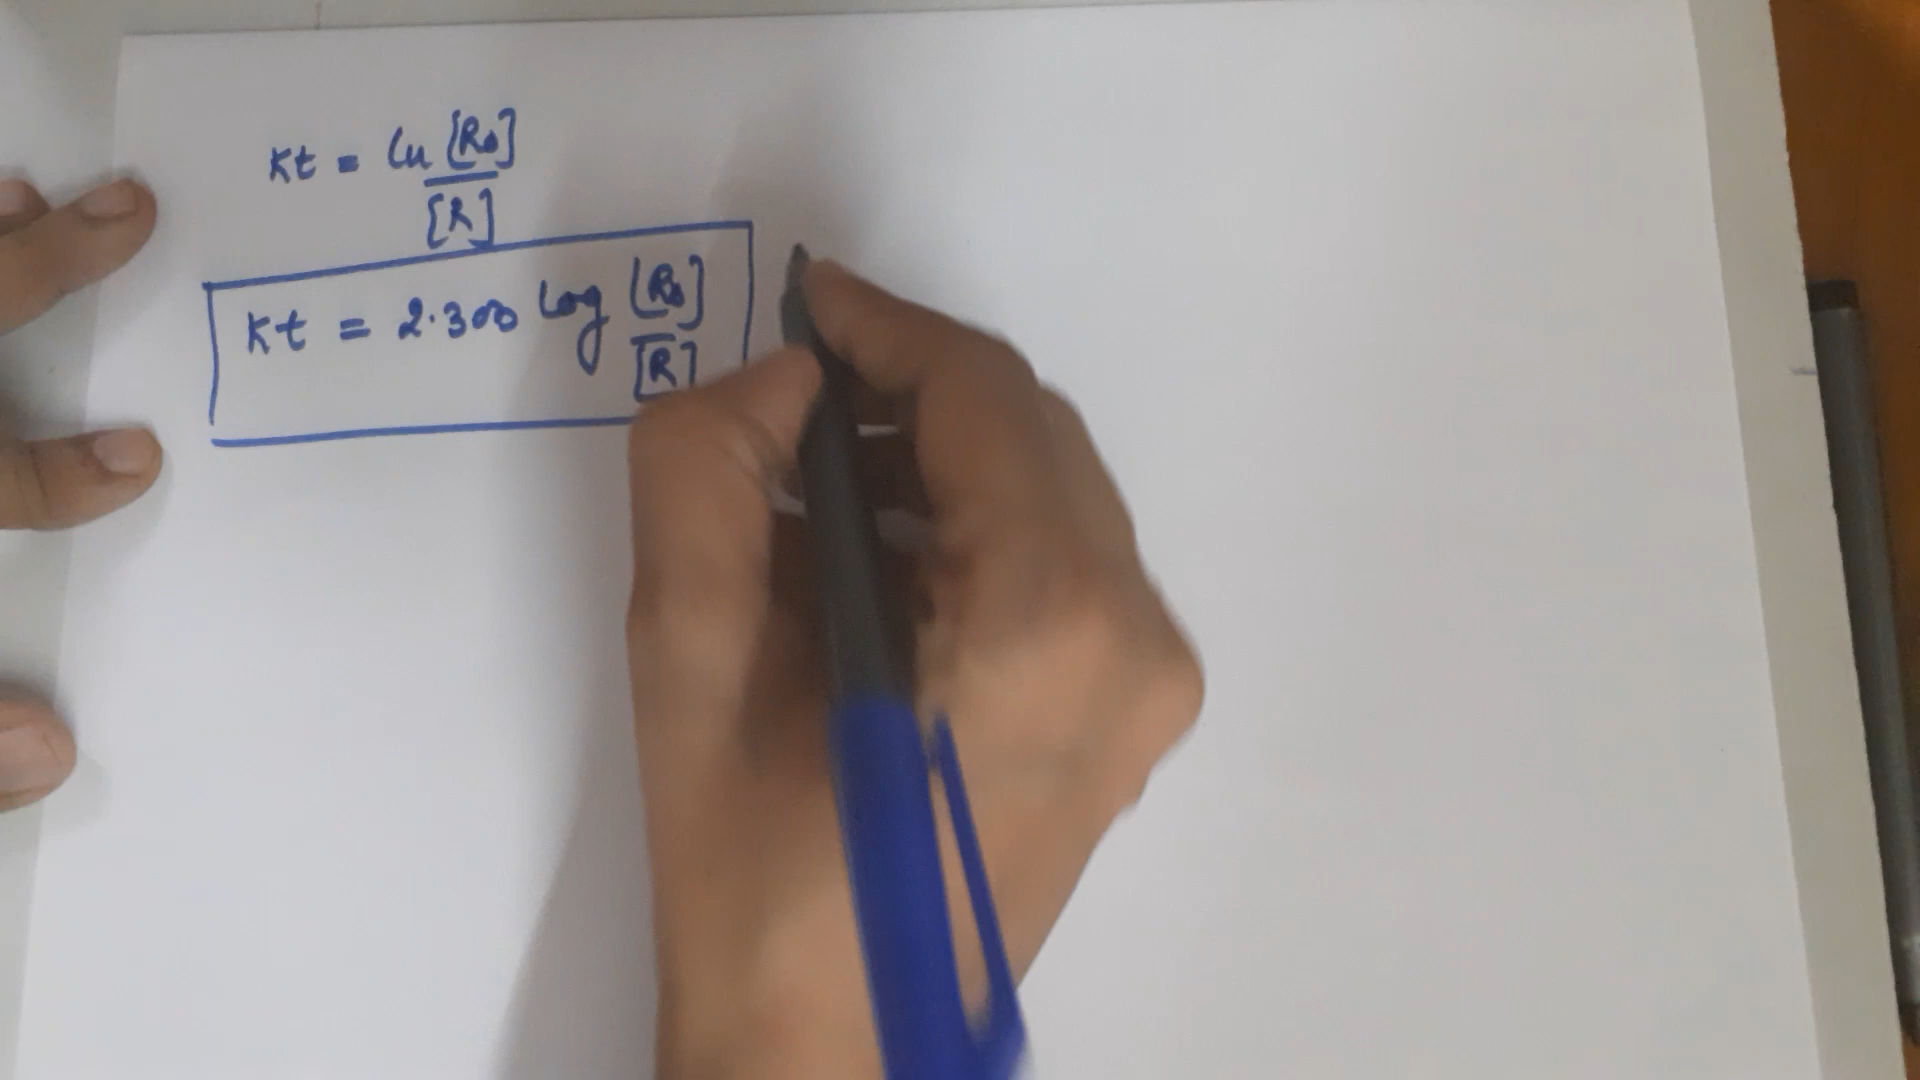 Kt = ln [R₀]
[R]
Kt = 2.303 log [R₀]
[R]